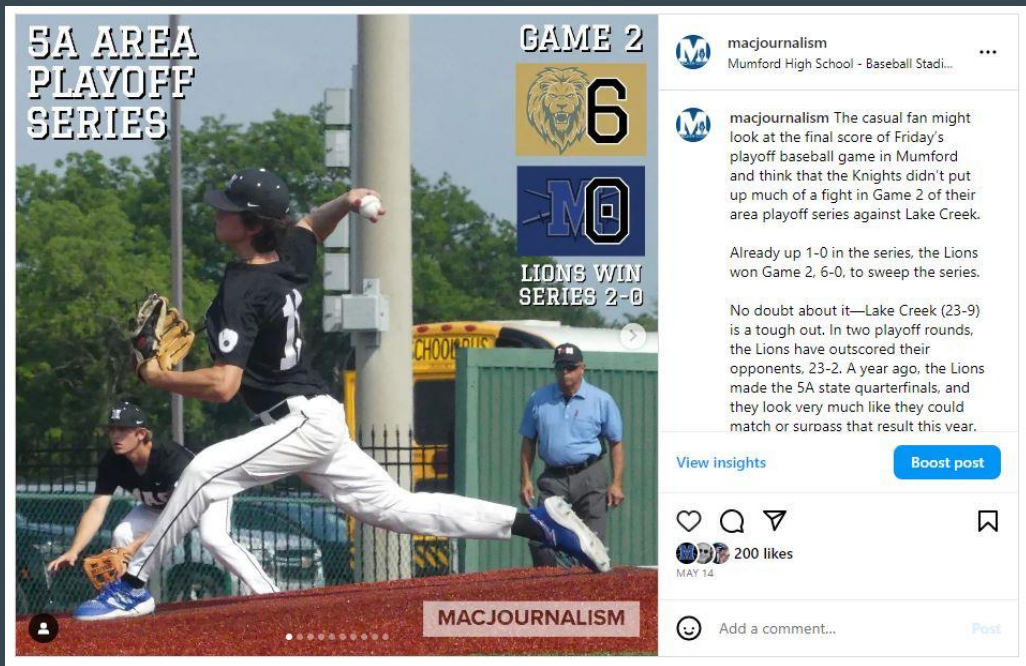 5A AREA
PLAYOFF
SERIES
GAME 2
6
M
0
LIONS WIN
SERIES 2-0
SCHOOL BUS
MACJOURNALISM
macjournalism
Mumford High School - Baseball Stadi...
macjournalism The casual fan might
look at the final score of Friday’s
playoff baseball game in Mumford
and think that the Knights didn’t put
up much of a fight in Game 2 of their
area playoff series against Lake Creek.
Already up 1-0 in the series, the Lions
won Game 2, 6-0, to sweep the series.
No doubt about it—Lake Creek (23-9)
is a tough out. In two playoff rounds,
the Lions have outscored their
opponents, 23-2. A year ago, the Lions
made the 5A state quarterfinals, and
they look very much like they could
match or surpass that result this year.
View insights
Boost post
200 likes
MAY 14
Add a comment...
Post